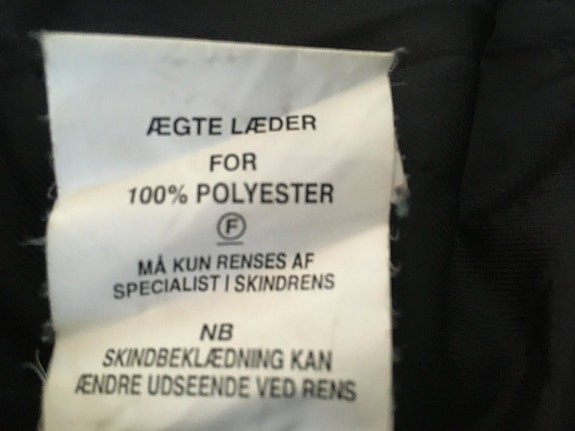 ÆGTE LÆDER
FOR
100% POLYESTER
F
MÅ KUN RENSES AF
SPECIALIST I SKINDRENS
NB
SKINDBEKLÆDNING KAN
ÆNDRE UDSEENDE VED RENS